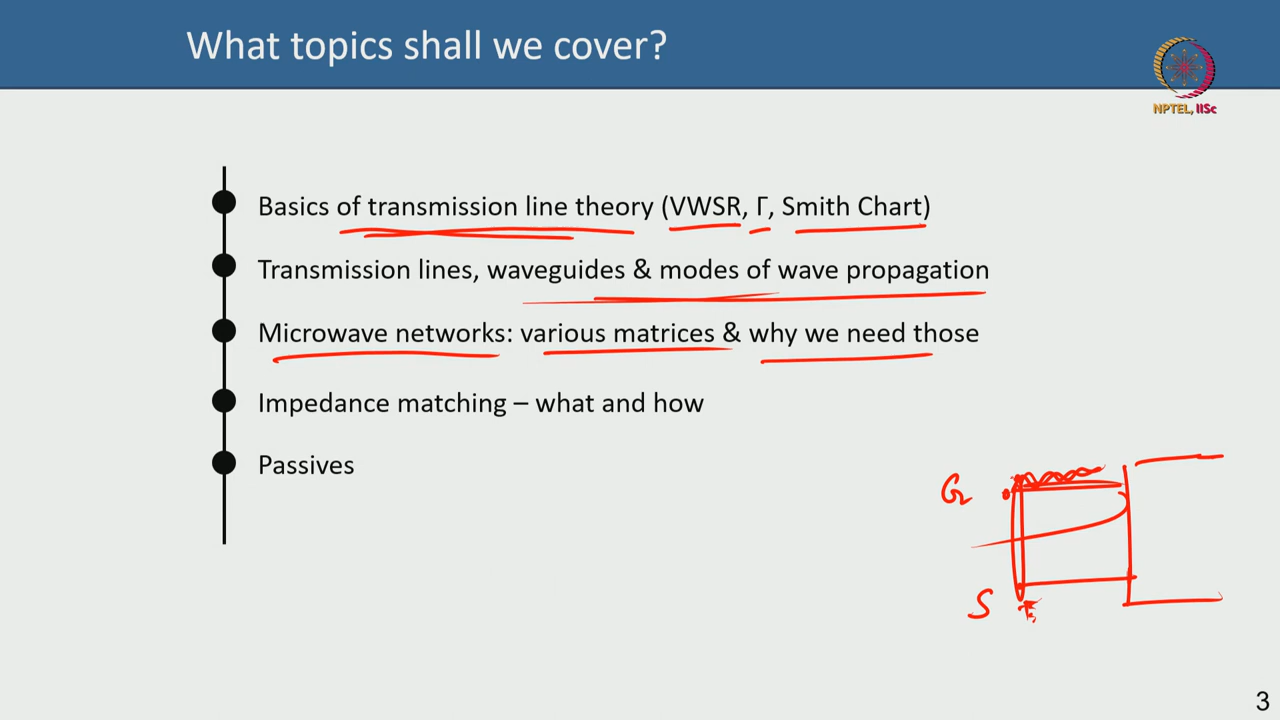 What topics shall we cover?
NPTEL, IISc
Basics of transmission line theory (VWSR, Γ, Smith Chart)
Transmission lines, waveguides & modes of wave propagation
Microwave networks: various matrices & why we need those
Impedance matching – what and how
Passives
G
S
3